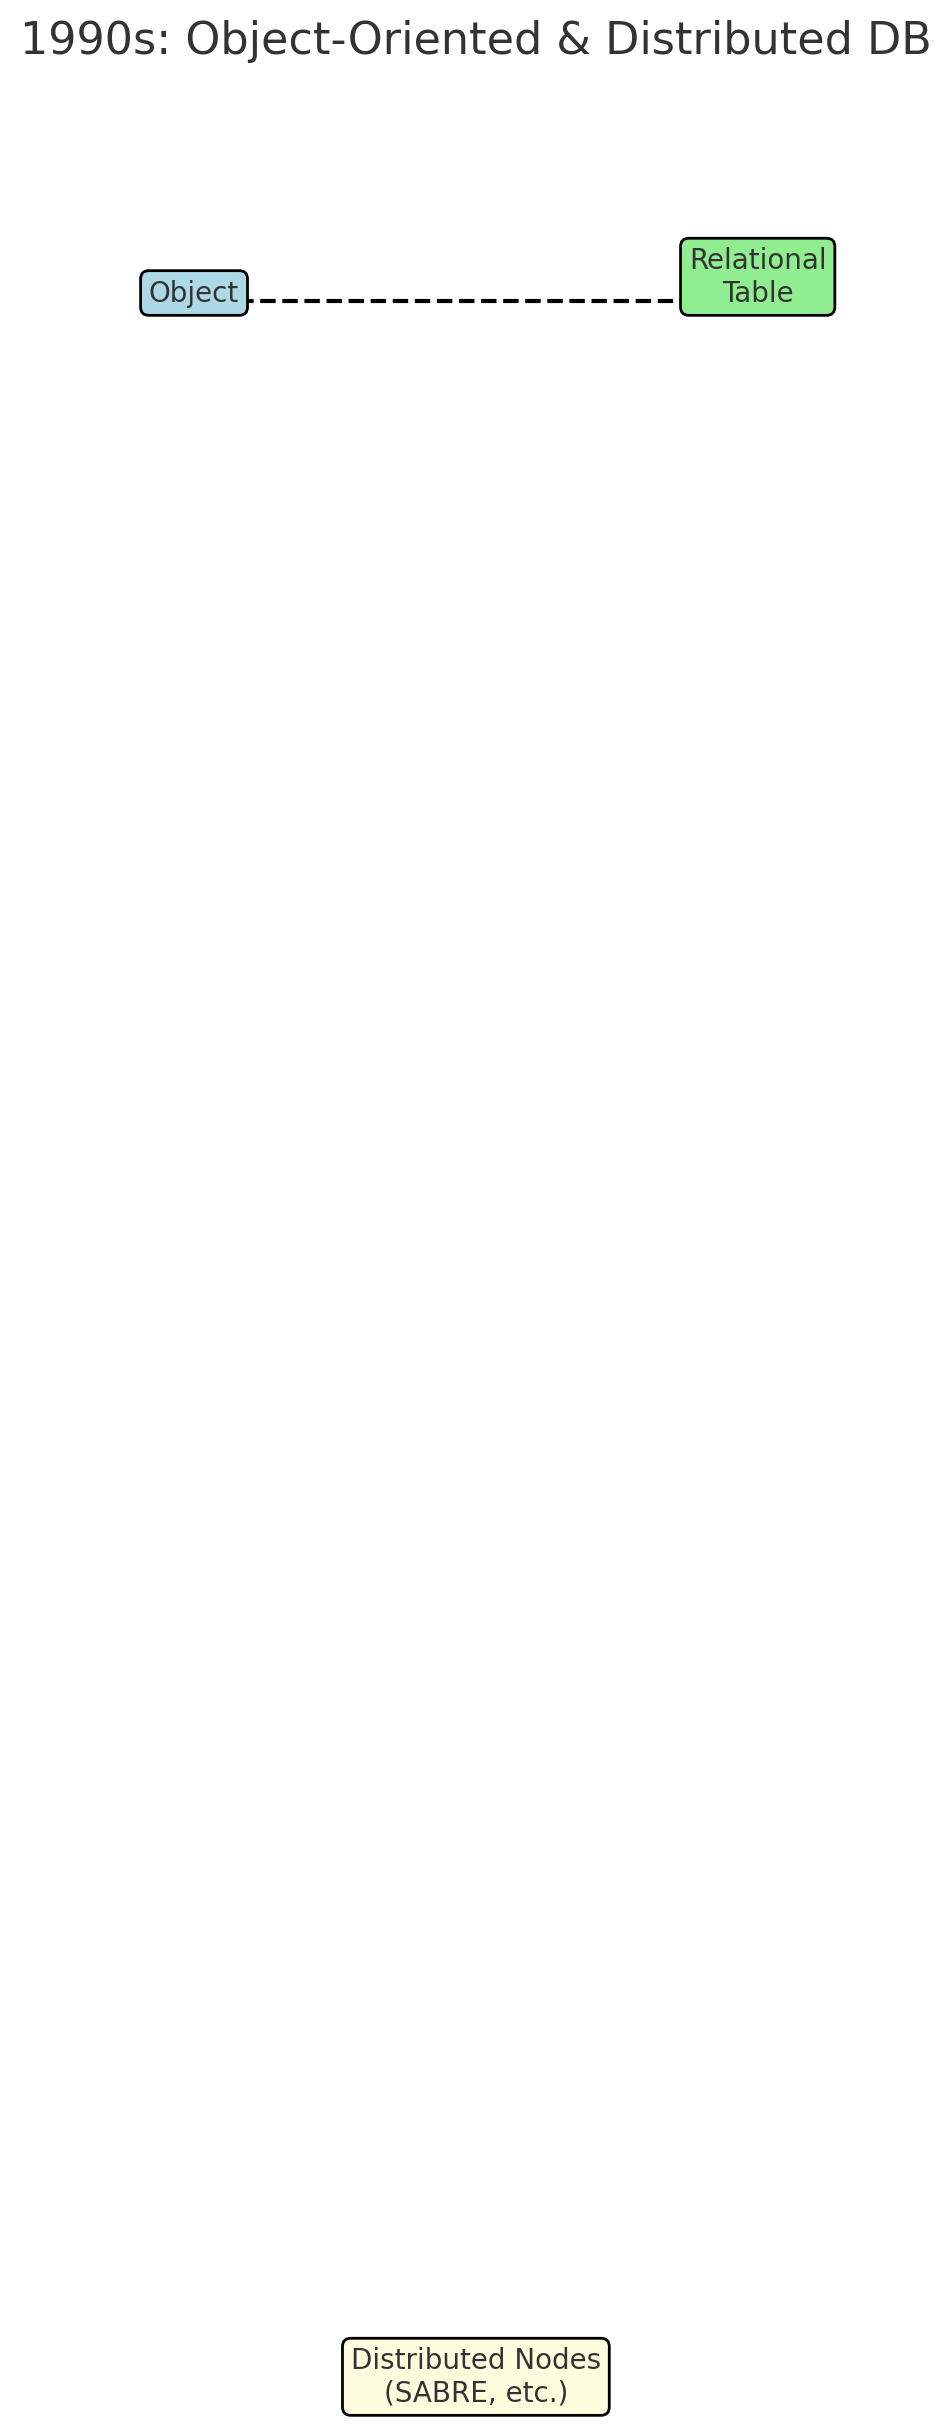 1990s: Object-Oriented & Distributed DB
Object
Relational
Table
Distributed Nodes
(SABRE, etc.)